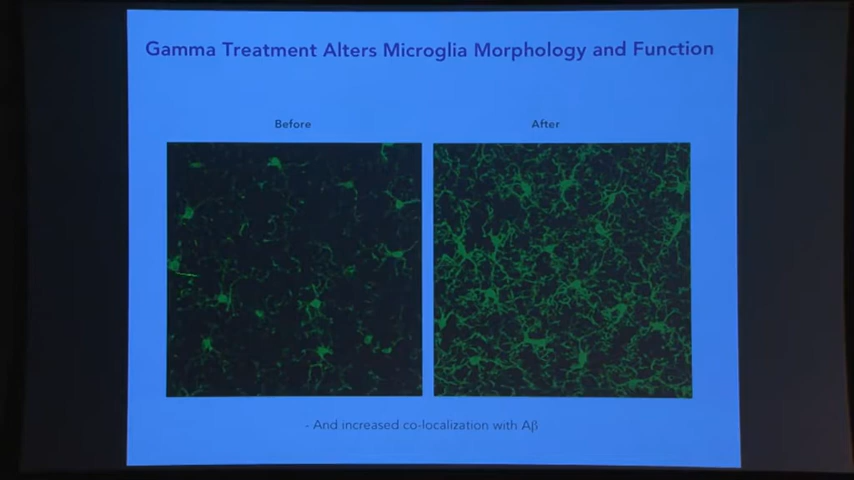 Gamma Treatment Alters Microglia Morphology and Function
Before
After
- And increased co-localization with Aβ